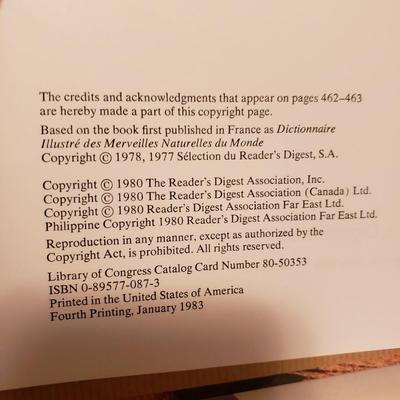 The credits and acknowledgments that appear on pages 462–463
are hereby made a part of this copyright page.
Based on the book first published in France as Dictionnaire
Illustré des Merveilles Naturelles du Monde
Copyright © 1978, 1977 Sélection du Reader's Digest, S.A.
Copyright © 1980 The Reader's Digest Association, Inc.
Copyright © 1980 The Reader's Digest Association (Canada) Ltd.
Copyright © 1980 Reader's Digest Association Far East Ltd.
Philippine Copyright 1980 Reader's Digest Association Far East Ltd.
Reproduction in any manner, except as authorized by the
Copyright Act, is prohibited. All rights reserved.
Library of Congress Catalog Card Number 80-50353
ISBN 0-89577-087-3
Printed in the United States of America
Fourth Printing, January 1983